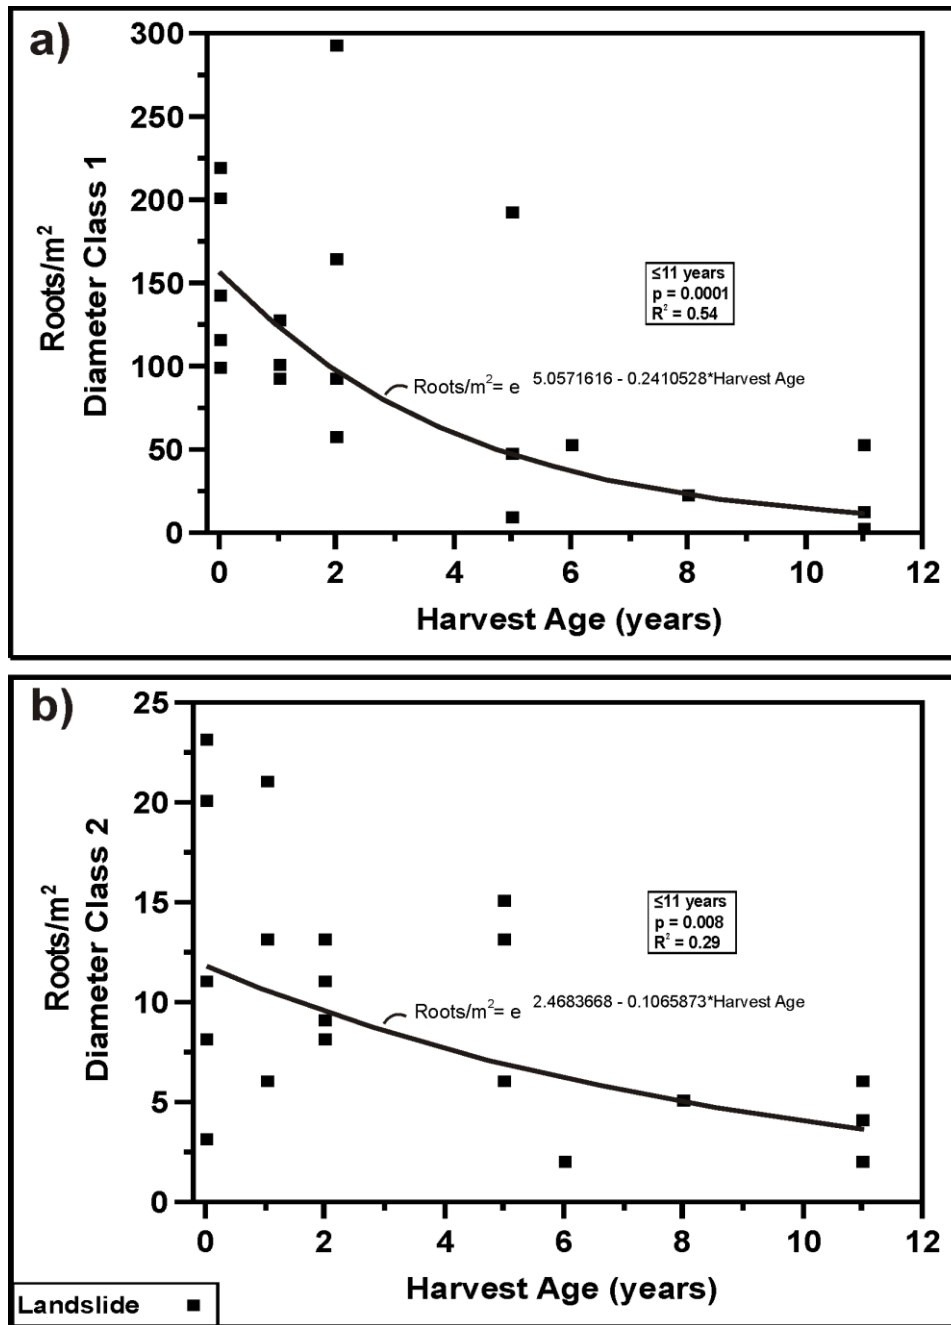 a)
300
250
200
150
100
50
0
Roots/m²
Diameter Class 1
≤11 years
p = 0.0001
R² = 0.54
Roots/m²= e 5.0571616 - 0.2410528*Harvest Age
0 2 4 6 8 10 12
Harvest Age (years)
b)
25
20
15
10
5
0
Roots/m²
Diameter Class 2
≤11 years
p = 0.008
R² = 0.29
Roots/m²= e 2.4683668 - 0.1065873*Harvest Age
0 2 4 6 8 10 12
Harvest Age (years)
Landslide